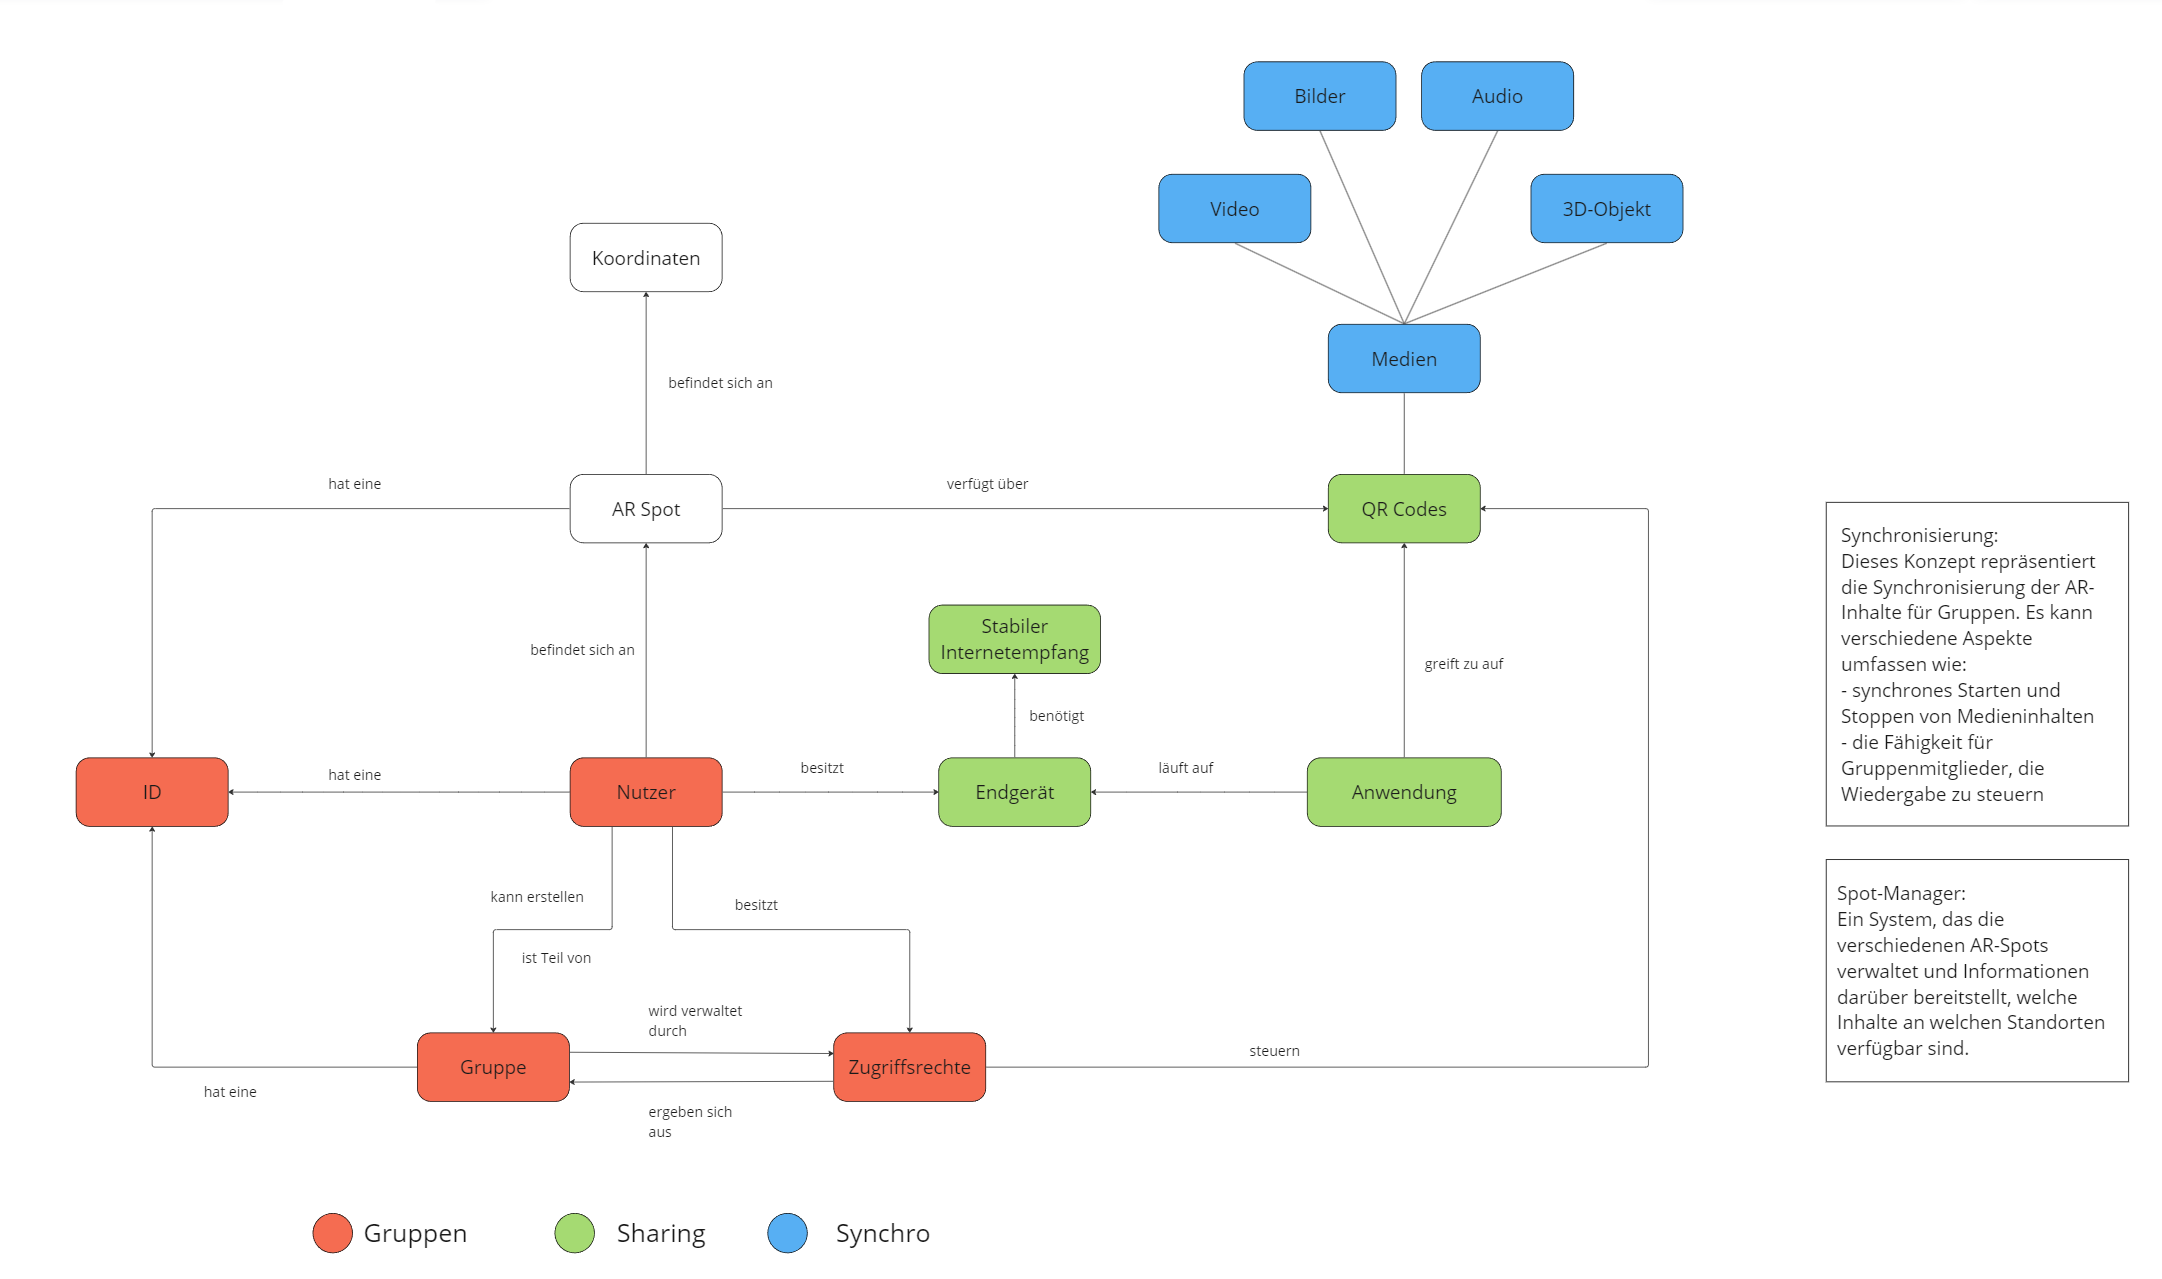 Bilder
Audio
Video
3D-Objekt
Koordinaten
Medien
befindet sich an
hat eine
verfügt über
AR Spot
QR Codes
Synchronisierung:
Dieses Konzept repräsentiert
die Synchronisierung der AR-
Inhalte für Gruppen. Es kann
verschiedene Aspekte
umfassen wie:
- synchrones Starten und
Stoppen von Medieninhalten
- die Fähigkeit für
Gruppenmitglieder, die
Wiedergabe zu steuern
Stabiler
Internetempfang
befindet sich an
greift zu auf
benötigt
hat eine
besitzt
läuft auf
ID
Nutzer
Endgerät
Anwendung
kann erstellen
besitzt
ist Teil von
Spot-Manager:
Ein System, das die
verschiedenen AR-Spots
verwaltet und Informationen
darüber bereitstellt, welche
Inhalte an welchen Standorten
verfügbar sind.
wird verwaltet
durch
steuern
Gruppe
Zugriffsrechte
hat eine
ergeben sich
aus
Gruppen
Sharing
Synchro